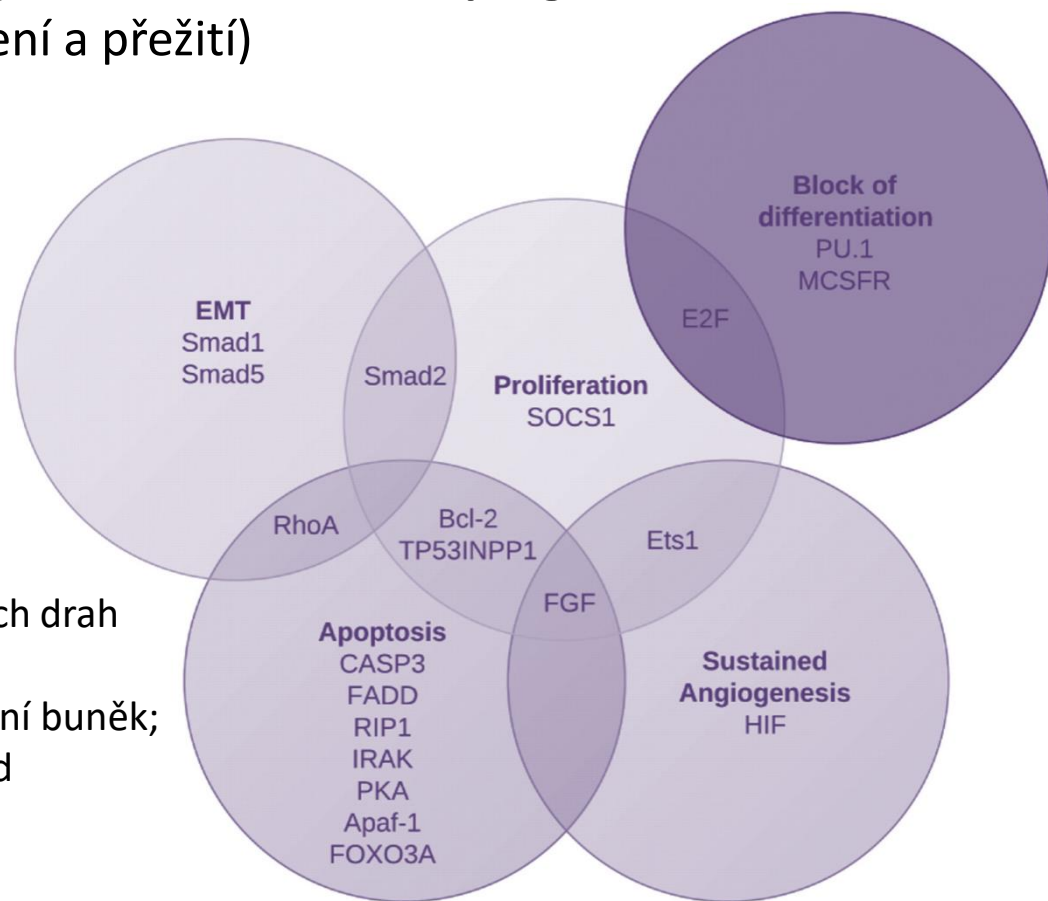 ení a přežití)
Block of
differentiation
PU.1
MCSFR
EMT
Smad1
Smad5
E2F
Smad2
Proliferation
SOCS1
RhoA
Bcl-2
TP53INPP1
Ets1
FGF
ch drah
ní buněk;
d
Apoptosis
CASP3
FADD
RIP1
IRAK
PKA
Apaf-1
FOXO3A
Sustained
Angiogenesis
HIF